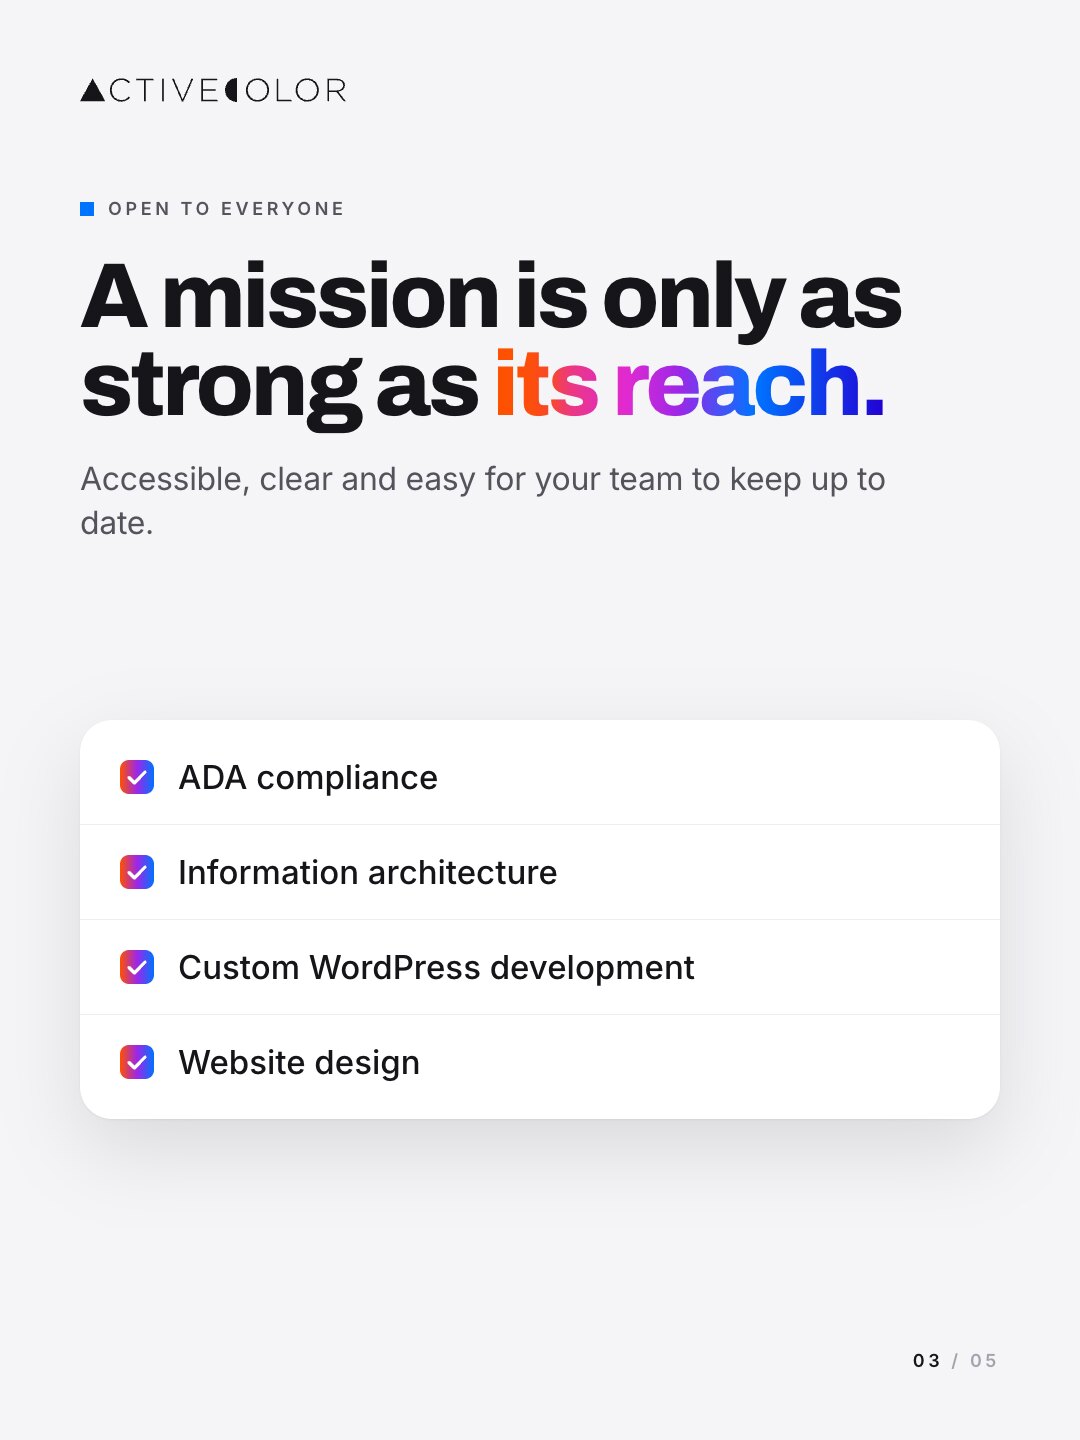 ACTIVECOLOR
OPEN TO EVERYONE
A mission is only as
strong as its reach.
Accessible, clear and easy for your team to keep up to
date.
ADA compliance
Information architecture
Custom WordPress development
Website design
03 / 05